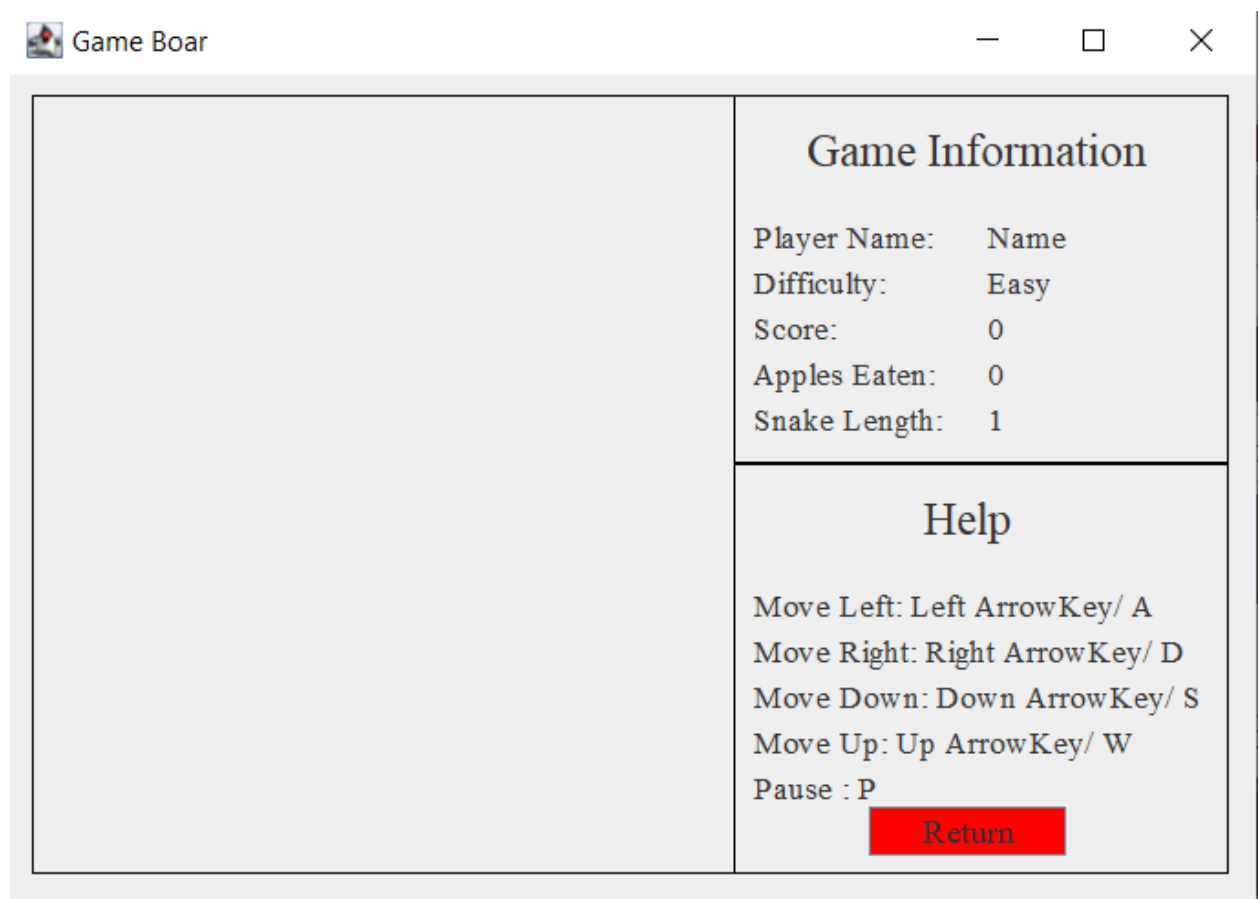 Game Boar
Game Information
Player Name: Name
Difficulty: Easy
Score: 0
Apples Eaten: 0
Snake Length: 1
Help
Move Left: Left ArrowKey/ A
Move Right: Right ArrowKey/ D
Move Down: Down ArrowKey/ S
Move Up: Up ArrowKey/ W
Pause : P
Return